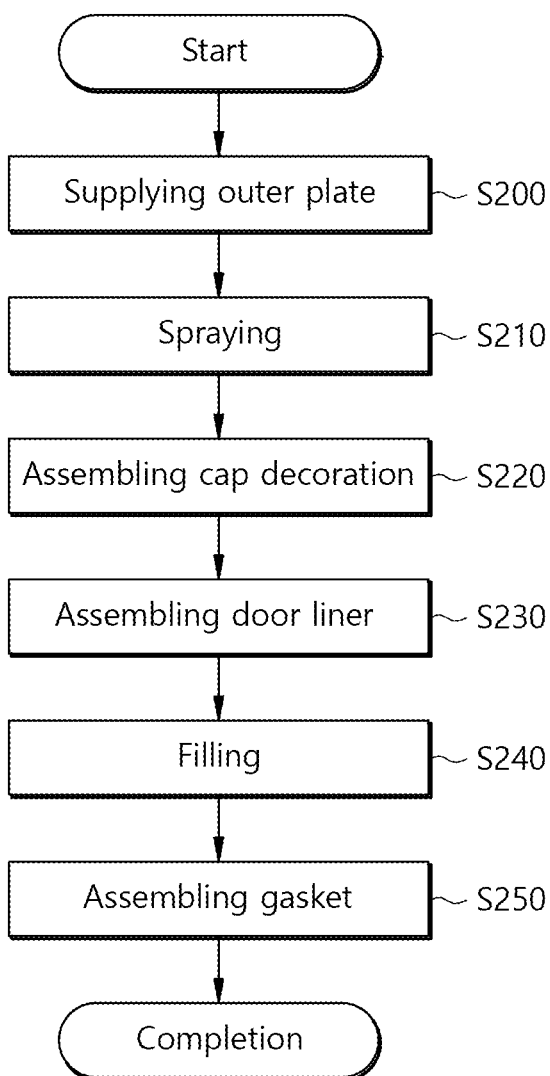 Start
Supplying outer plate
S200
Spraying
S210
Assembling cap decoration
S220
Assembling door liner
S230
Filling
S240
Assembling gasket
S250
Completion